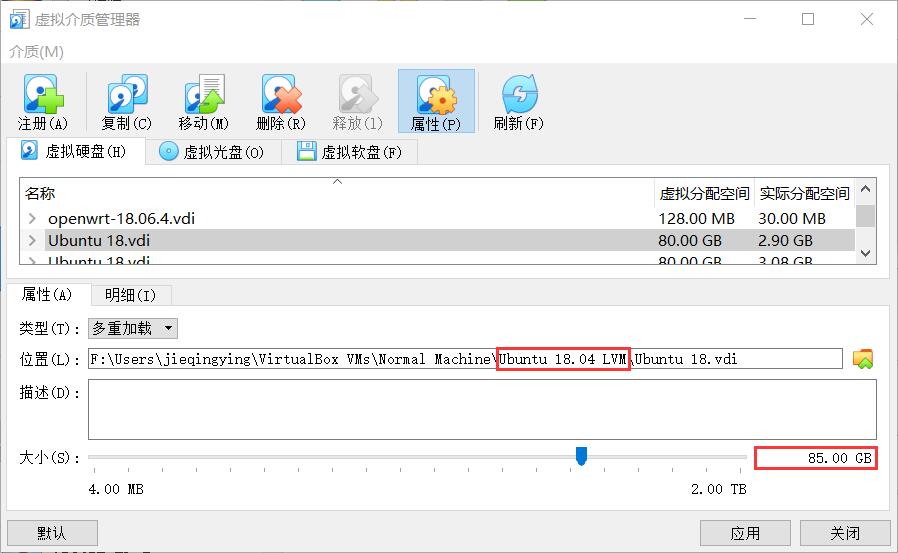 虚拟介质管理器
介质(M)
注册(A) 复制(C) 移动(M) 删除(R) 释放(l) 属性(P) 刷新(F)
虚拟硬盘(H) 虚拟光盘(O) 虚拟软盘(F)
名称 虚拟分配空间 实际分配空间
openwrt-18.06.4.vdi 128.00 MB 30.00 MB
Ubuntu 18.vdi 80.00 GB 2.90 GB
Ubuntu 18.vdi 80.00 GB 3.08 GB
属性(A) 明细(I)
类型(T): 多重加载
位置(L): F:\Users\jieqingying\VirtualBox VMs\Normal Machine\Ubuntu 18.04 LVM\Ubuntu 18.vdi
描述(D):
大小(S): 85.00 GB
4.00 MB 2.00 TB
默认 应用 关闭